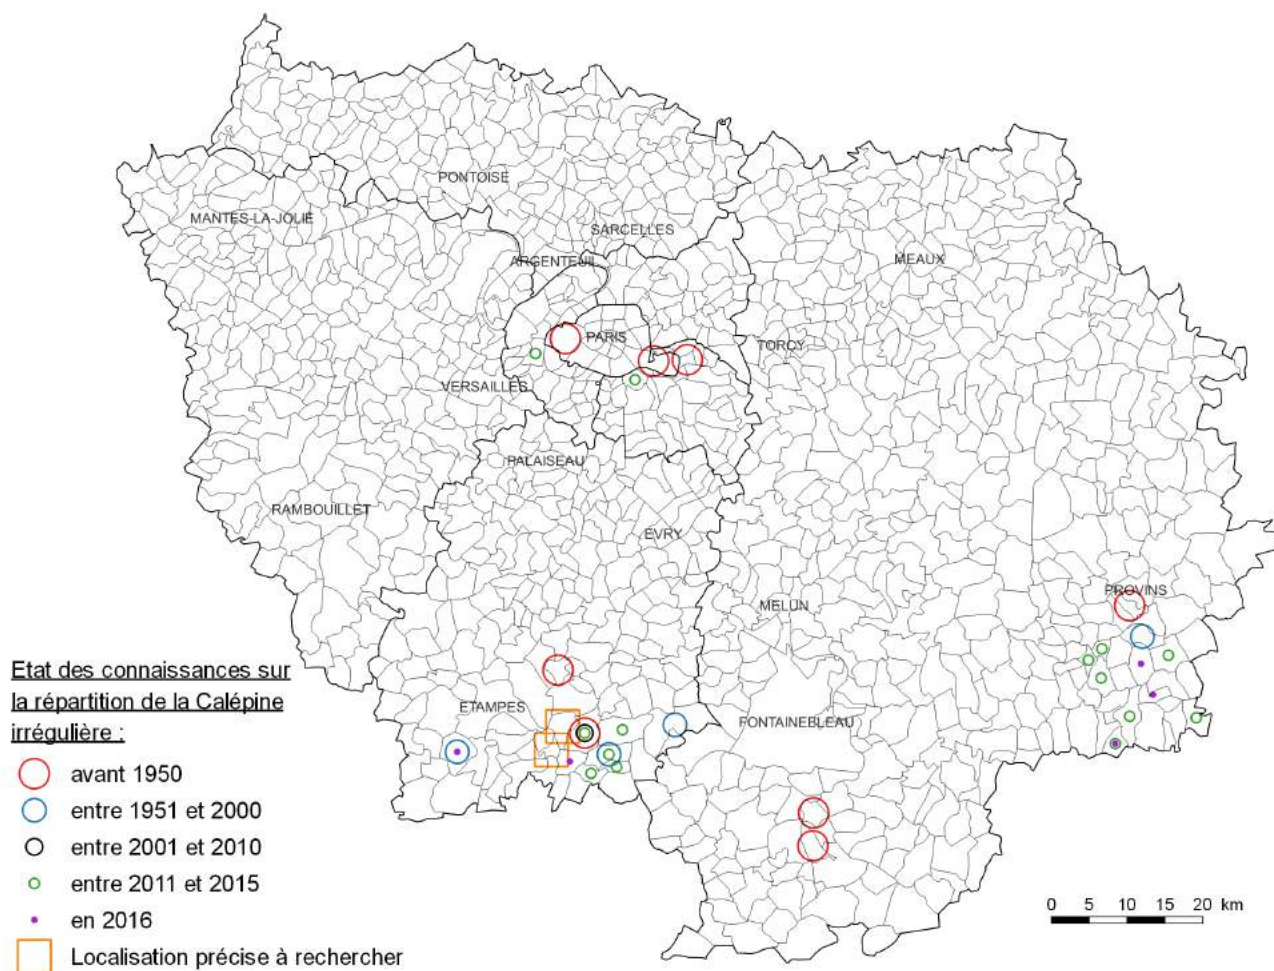 PONTOISE
MANTES-LA-JOLIE
SARCELLES
ARGENTEUIL
MEAUX
PARIS
TORCY
VERSAILLES
PALAISEAU
RAMBOUILLET
EVRY
MELUN
PROVINS
ETAMPES
FONTAINEBLEAU
Etat des connaissances sur
la répartition de la Calépine
irrégulière :
avant 1950
entre 1951 et 2000
entre 2001 et 2010
entre 2011 et 2015
en 2016
Localisation précise à rechercher
0 5 10 15 20 km